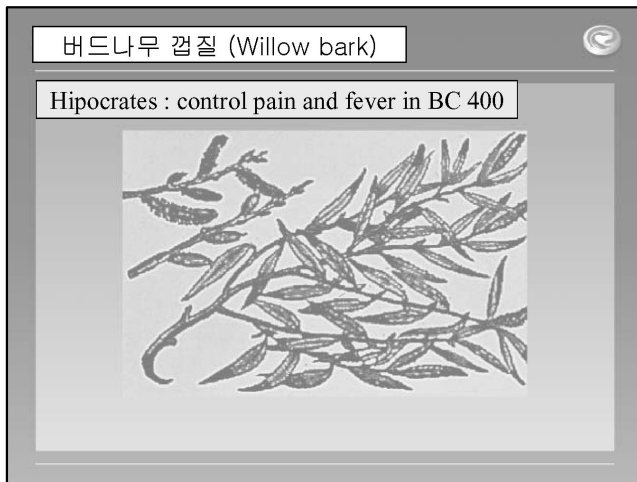 버드나무 껍질 (Willow bark)
Hipocrates : control pain and fever in BC 400